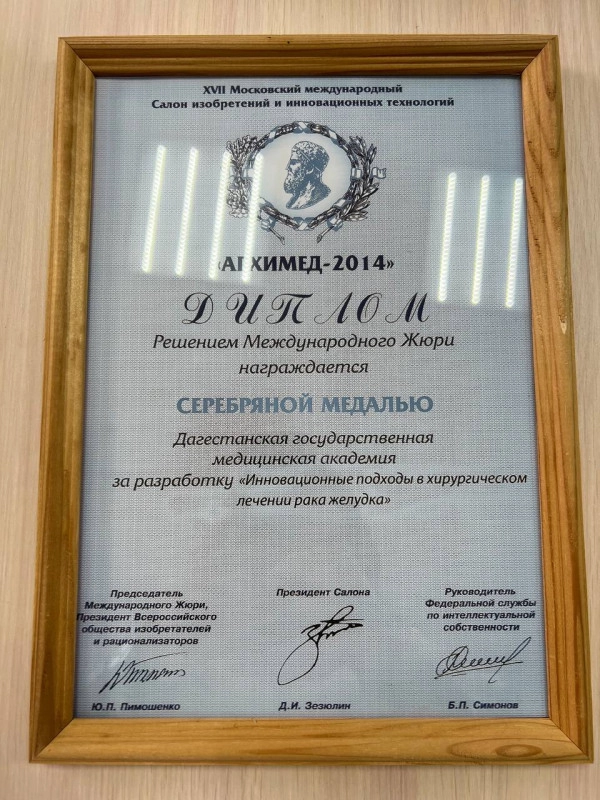 XVII Московский международный
Салон изобретений и инновационных технологий
«АРХИМЕД-2014»
ДИПЛОМ
Решением Международного Жюри
награждается
СЕРЕБРЯНОЙ МЕДАЛЬЮ
Дагестанская государственная
медицинская академия
за разработку «Инновационные подходы в хирургическом
лечении рака желудка»
Председатель
Международного Жюри,
Президент Всероссийского
общества изобретателей
и рационализаторов
Ю.П. Пимошенко
Президент Салона
Д.И. Зезюлин
Руководитель
Федеральной службы
по интеллектуальной
собственности
Б.П. Симонов